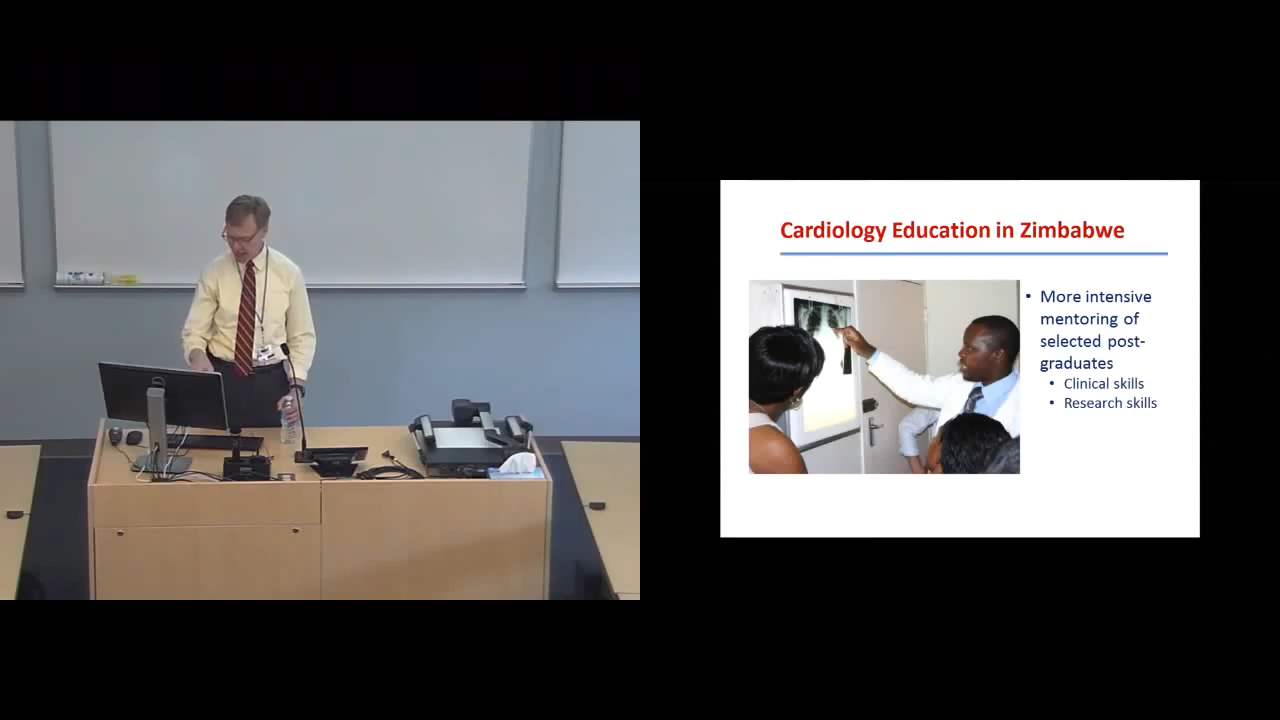 Cardiology Education in Zimbabwe
• More intensive
mentoring of
selected post-
graduates
• Clinical skills
• Research skills